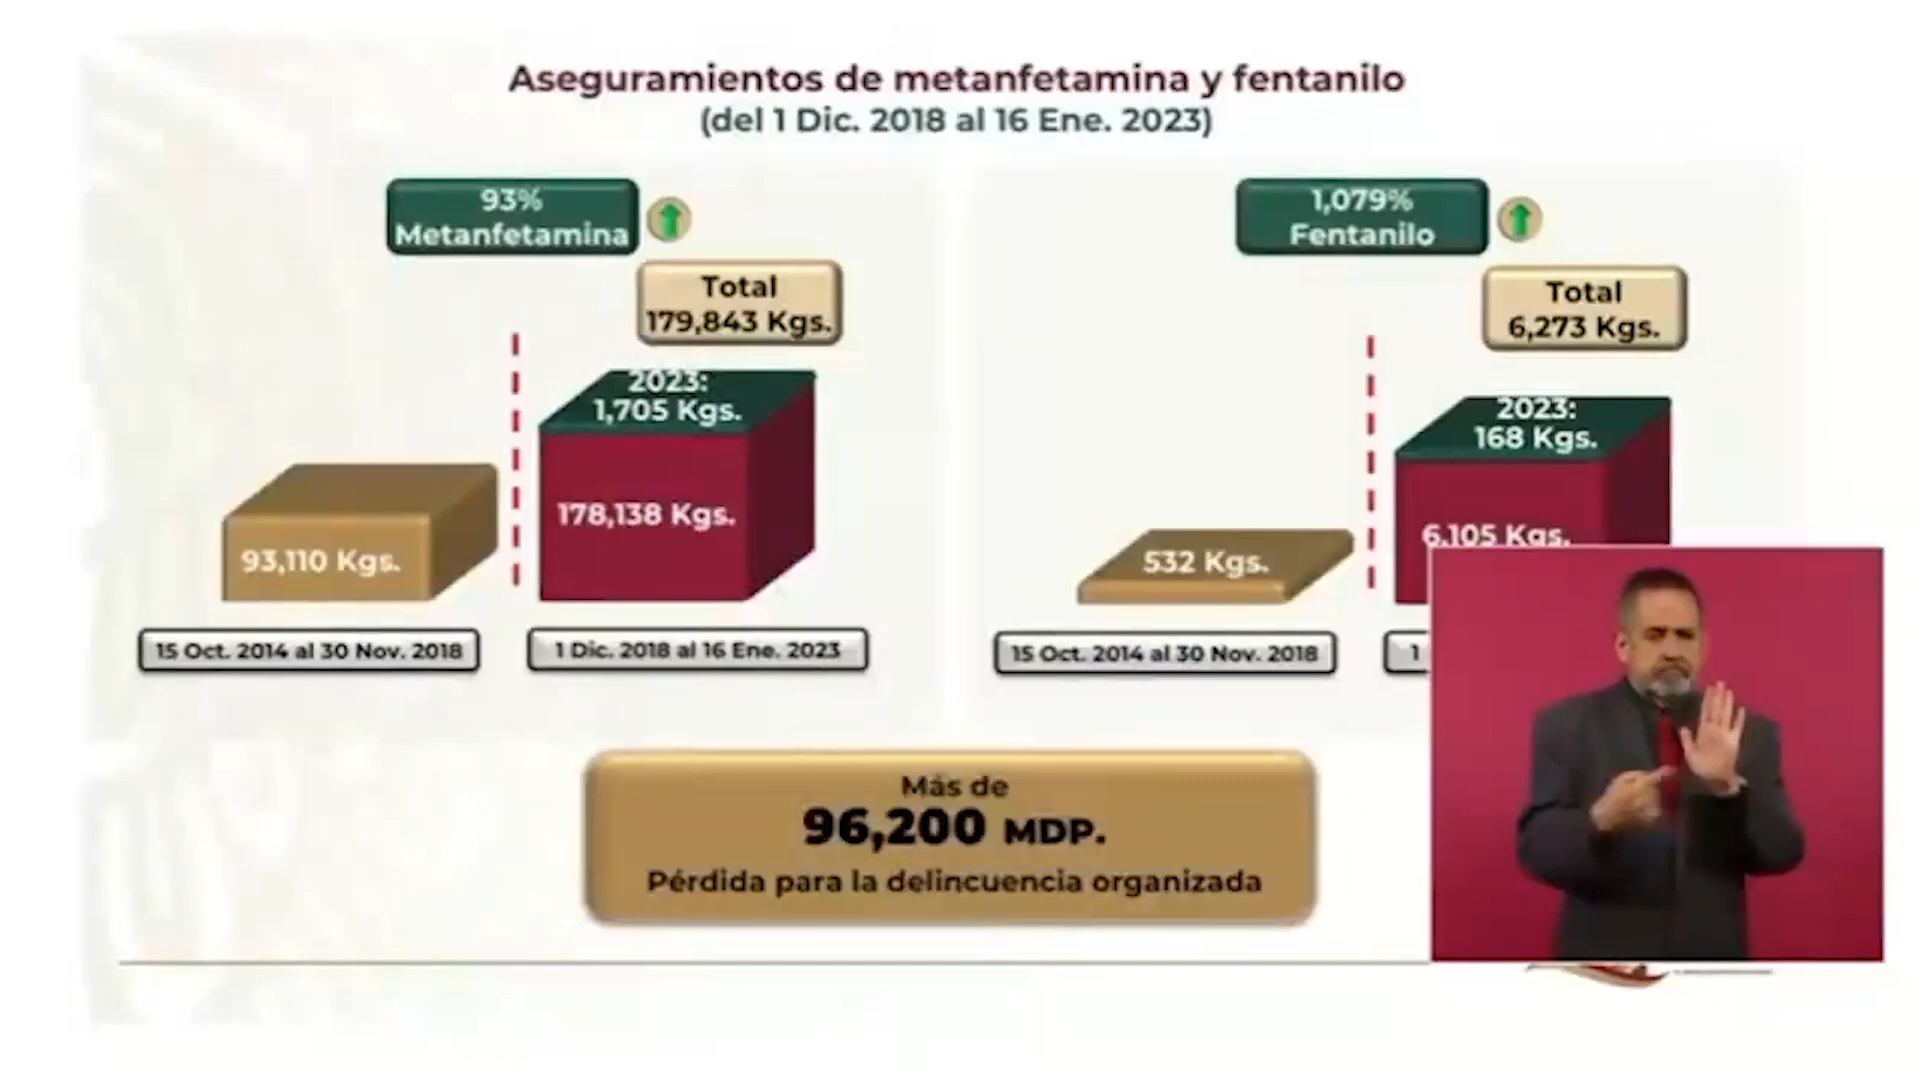 Aseguramientos de metanfetamina y fentanilo
(del 1 Dic. 2018 al 16 Ene. 2023)
93%
Metanfetamina
Total
179,843 Kgs.
2023:
1,705 Kgs.
178,138 Kgs.
93,110 Kgs.
15 Oct. 2014 al 30 Nov. 2018
1 Dic. 2018 al 16 Ene. 2023
1,079%
Fentanilo
Total
6,273 Kgs.
2023:
168 Kgs.
6,105 Kgs.
532 Kgs.
15 Oct. 2014 al 30 Nov. 2018
1
Más de
96,200 MDP.
Pérdida para la delincuencia organizada